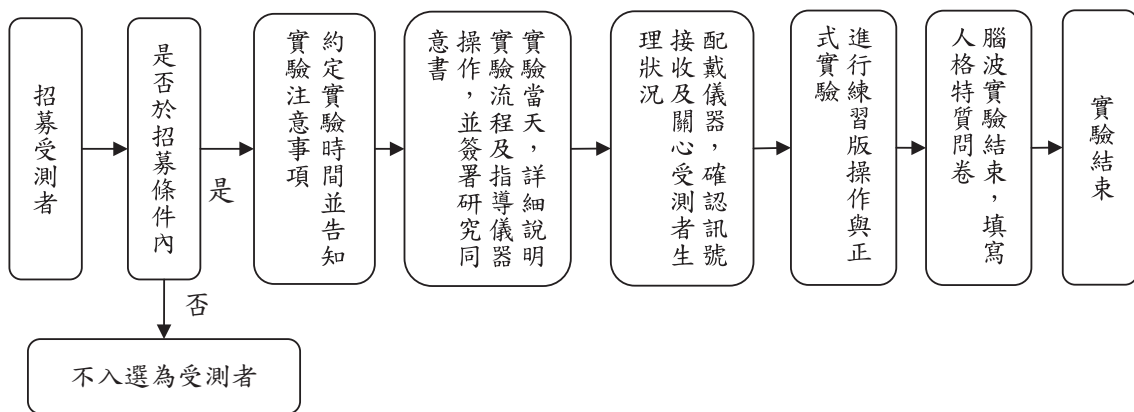 招募受測者
是否於招募條件內
是
否
不入選為受測者
約定實驗時間並告知
實驗注意事項
實驗當天，詳細說明
實驗流程及指導儀器
操作，並簽署研究同
意書
配戴儀器，確認訊號
接收及關心受測者生
理狀況
進行練習版操作與正
式實驗
腦波實驗結束，填寫
人格特質問卷
實驗結束